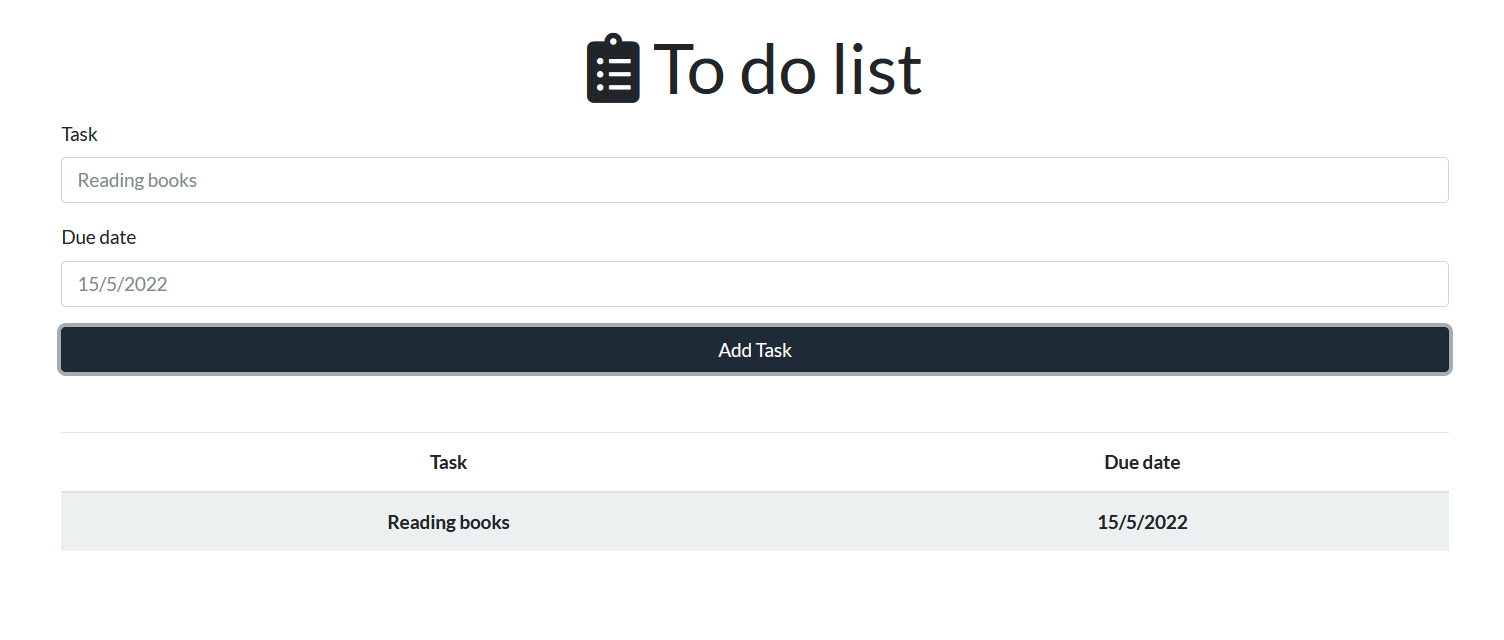 To do list
Task
Reading books
Due date
15/5/2022
Add Task
Task Due date
Reading books 15/5/2022